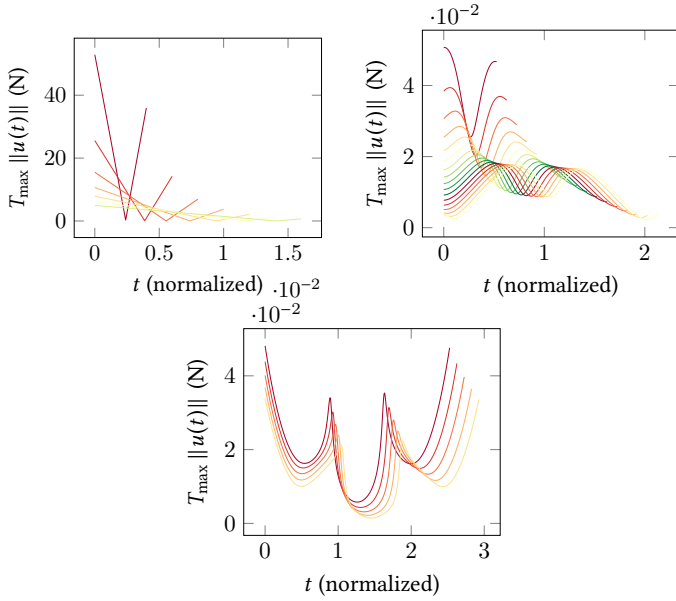 ·10⁻²
40
20
0
T_max ‖u(t)‖ (N)
0 0.5 1 1.5
t (normalized)
·10⁻²
4
2
0
T_max ‖u(t)‖ (N)
0 1 2
t (normalized)
·10⁻²
4
2
0
T_max ‖u(t)‖ (N)
0 1 2 3
t (normalized)